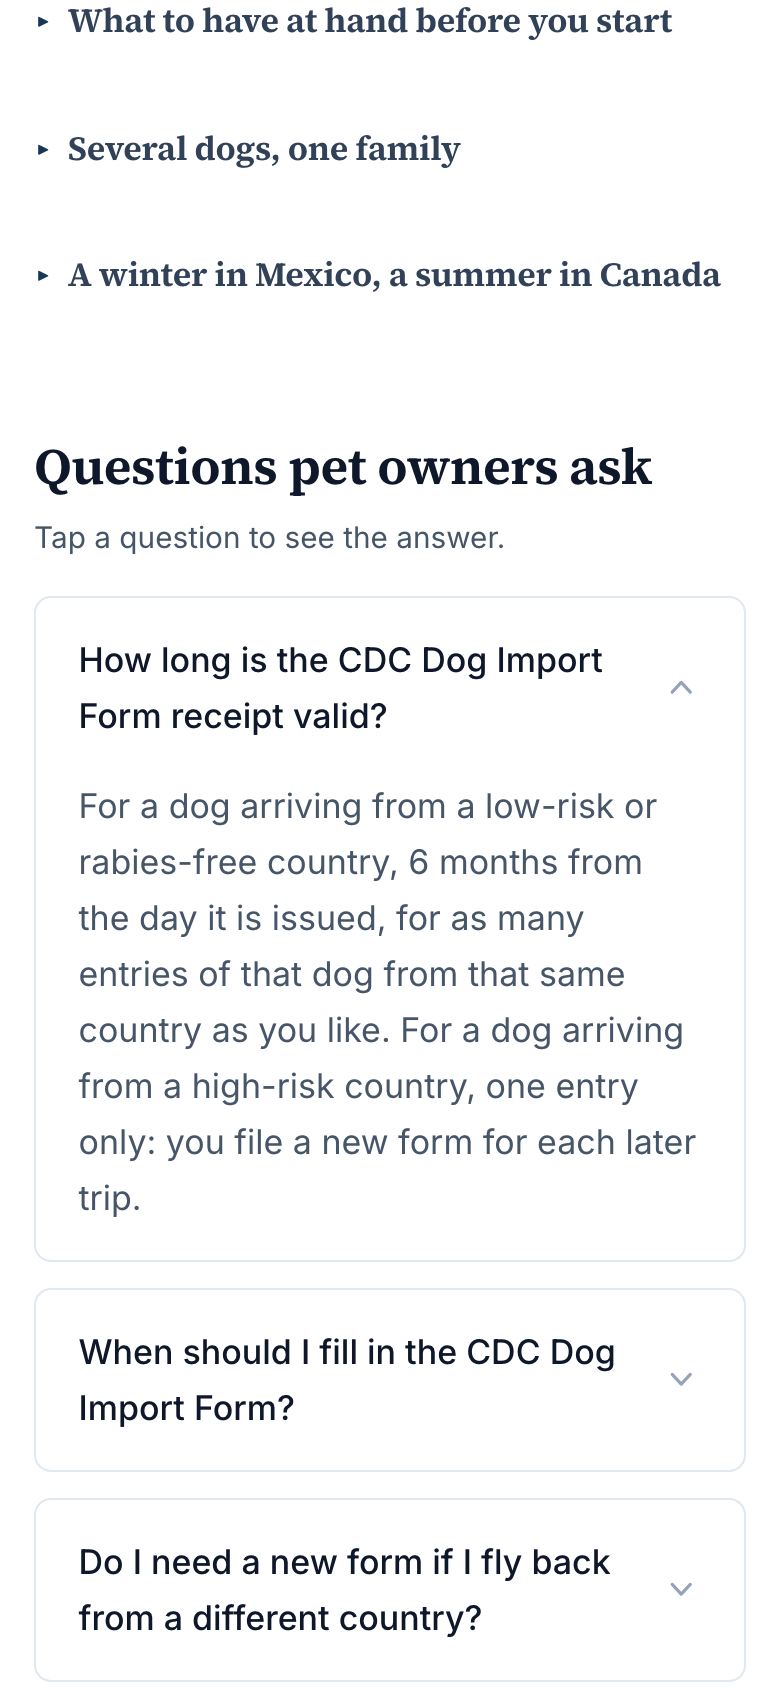 What to have at hand before you start
Several dogs, one family
A winter in Mexico, a summer in Canada
Questions pet owners ask
Tap a question to see the answer.
How long is the CDC Dog Import
Form receipt valid?
For a dog arriving from a low-risk or
rabies-free country, 6 months from
the day it is issued, for as many
entries of that dog from that same
country as you like. For a dog arriving
from a high-risk country, one entry
only: you file a new form for each later
trip.
When should I fill in the CDC Dog
Import Form?
Do I need a new form if I fly back
from a different country?